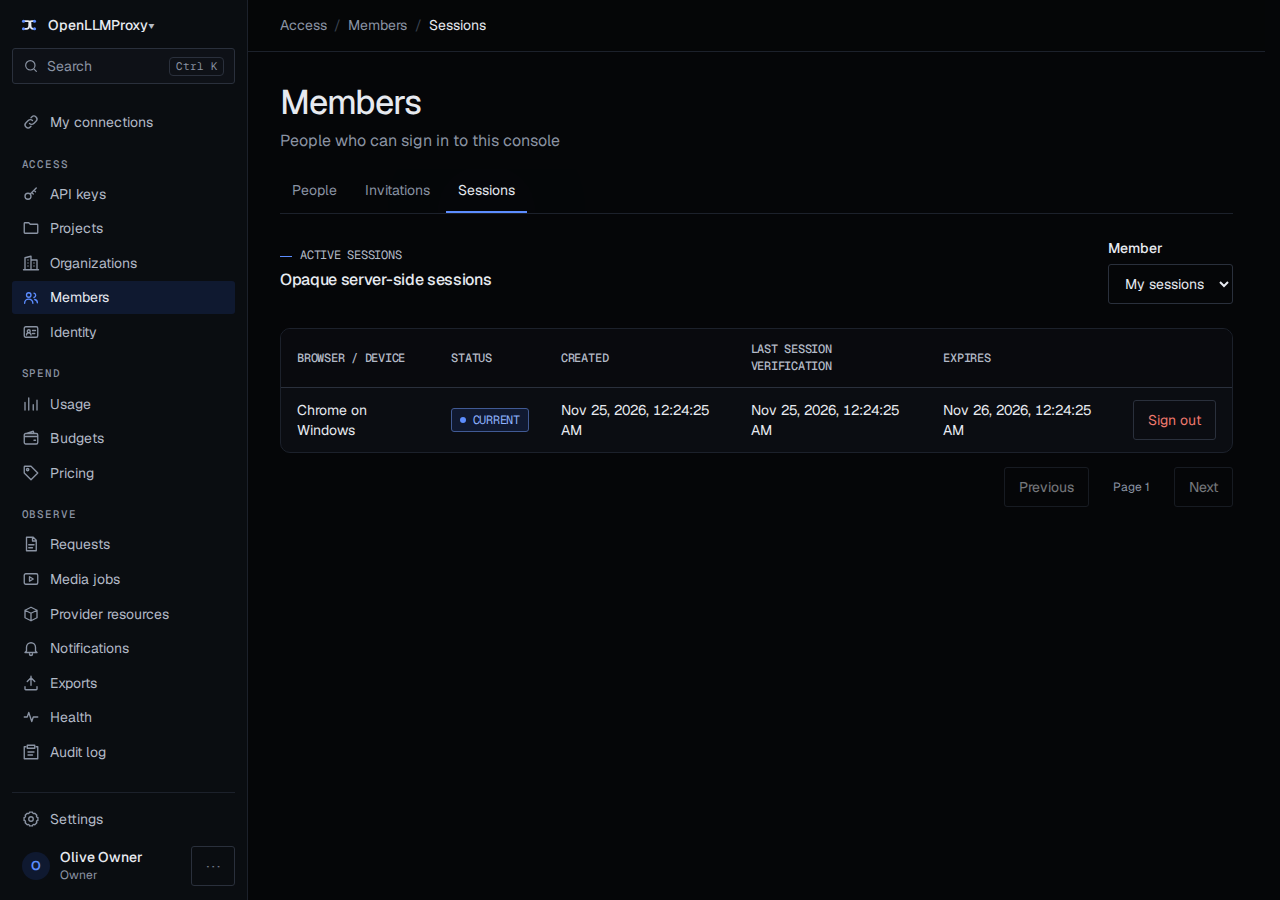 OpenLLMProxy▾
Search Ctrl K
My connections
ACCESS
API keys
Projects
Organizations
Members
Identity
SPEND
Usage
Budgets
Pricing
OBSERVE
Requests
Media jobs
Provider resources
Notifications
Exports
Health
Audit log
Settings
O Olive Owner
Owner
...
Access / Members / Sessions
Members
People who can sign in to this console
People Invitations Sessions
ACTIVE SESSIONS
Opaque server-side sessions
Member
My sessions
BROWSER / DEVICE STATUS CREATED LAST SESSION VERIFICATION EXPIRES
Chrome on Windows CURRENT Nov 25, 2026, 12:24:25 AM Nov 25, 2026, 12:24:25 AM Nov 26, 2026, 12:24:25 AM Sign out
Previous Page 1 Next